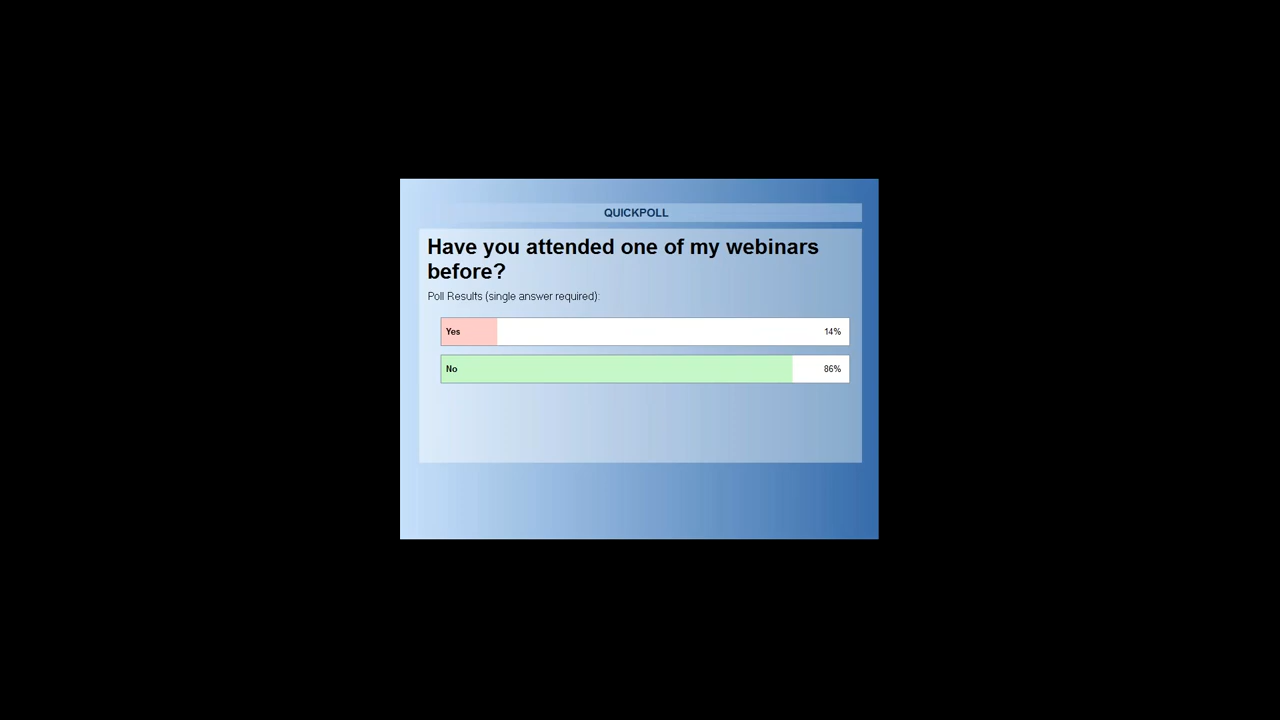 QUICKPOLL
Have you attended one of my webinars
before?
Poll Results (single answer required):
Yes 14%
No 86%